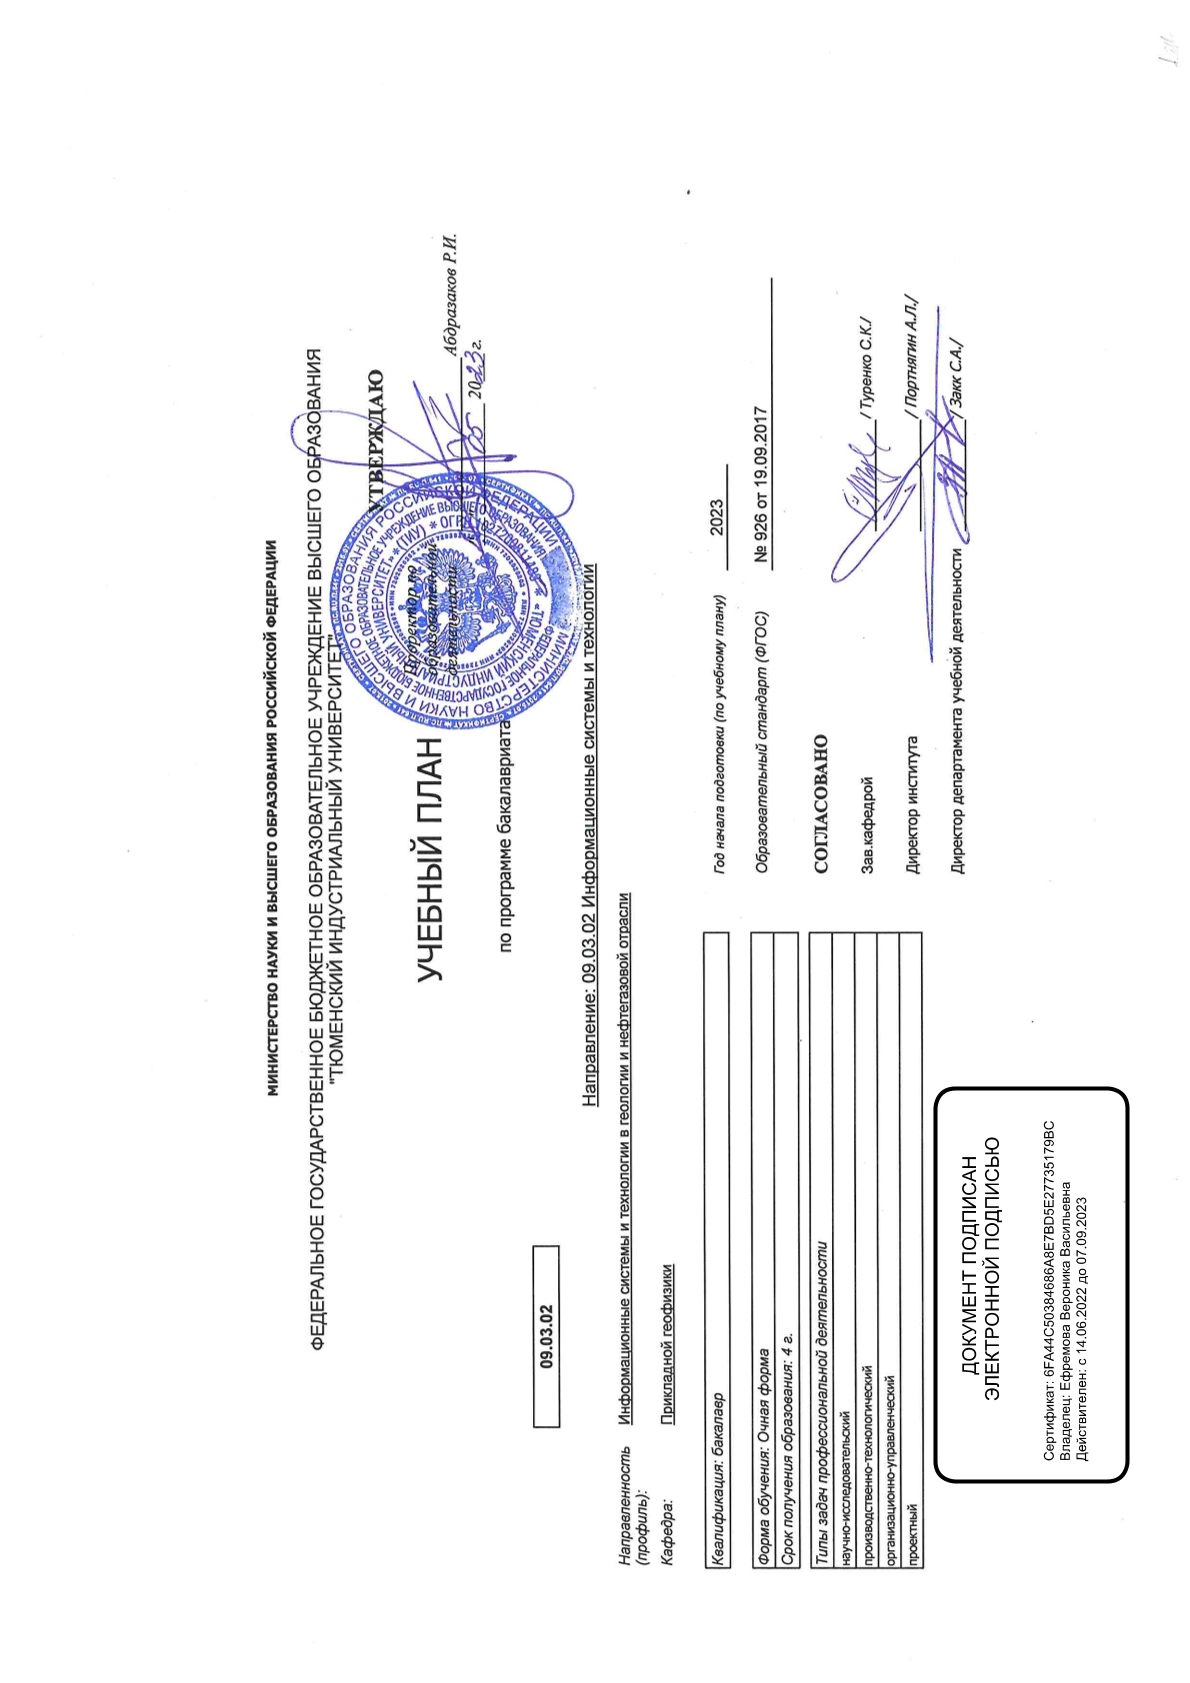 МИНИСТЕРСТВО НАУКИ И ВЫСШЕГО ОБРАЗОВАНИЯ РОССИЙСКОЙ ФЕДЕРАЦИИ
ФЕДЕРАЛЬНОЕ ГОСУДАРСТВЕННОЕ БЮДЖЕТНОЕ ОБРАЗОВАТЕЛЬНОЕ УЧРЕЖДЕНИЕ ВЫСШЕГО ОБРАЗОВАНИЯ
"ТЮМЕНСКИЙ ИНДУСТРИАЛЬНЫЙ УНИВЕРСИТЕТ"
УТВЕРЖДАЮ
Проректор по
образовательной
деятельности
Абдразаков Р.И.
05 2023 г.
УЧЕБНЫЙ ПЛАН
по программе бакалавриата
09.03.02
Направление: 09.03.02 Информационные системы и технологии
Направленность
(профиль):
Информационные системы и технологии в геологии и нефтегазовой отрасли
Кафедра:
Прикладной геофизики
Квалификация: бакалавр
Форма обучения: Очная форма
Срок получения образования: 4 г.
Типы задач профессиональной деятельности
научно-исследовательский
производственно-технологический
организационно-управленческий
проектный
Год начала подготовки (по учебному плану)
2023
Образовательный стандарт (ФГОС)
№ 926 от 19.09.2017
СОГЛАСОВАНО
Зав.кафедрой
/ Туренко С.К./
Директор института
/ Портнягин А.Л./
Директор департамента учебной деятельности
/ Закк С.А./
ДОКУМЕНТ ПОДПИСАН
ЭЛЕКТРОННОЙ ПОДПИСЬЮ
Сертификат: 6FA44C50384686A8E7BD5E27735179BC
Владелец: Ефремова Вероника Васильевна
Действителен: с 14.06.2022 до 07.09.2023